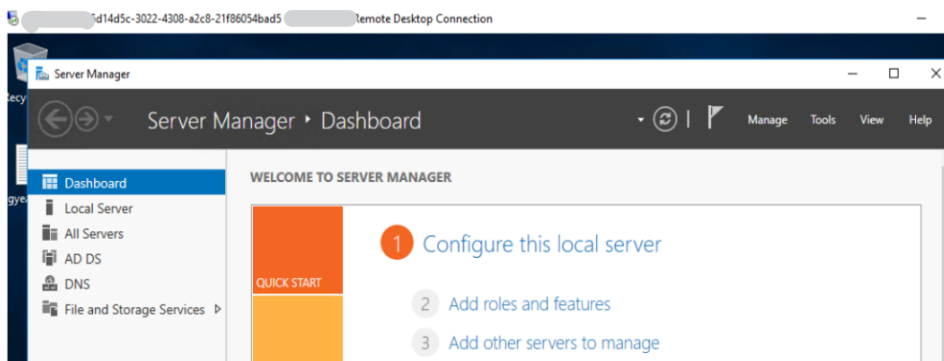 5d14d5c-3022-4308-a2c8-21f86054bad5 Remote Desktop Connection
Server Manager
Server Manager ‣ Dashboard
Manage Tools View Help
Dashboard
Local Server
All Servers
AD DS
DNS
File and Storage Services
WELCOME TO SERVER MANAGER
QUICK START
1 Configure this local server
2 Add roles and features
3 Add other servers to manage